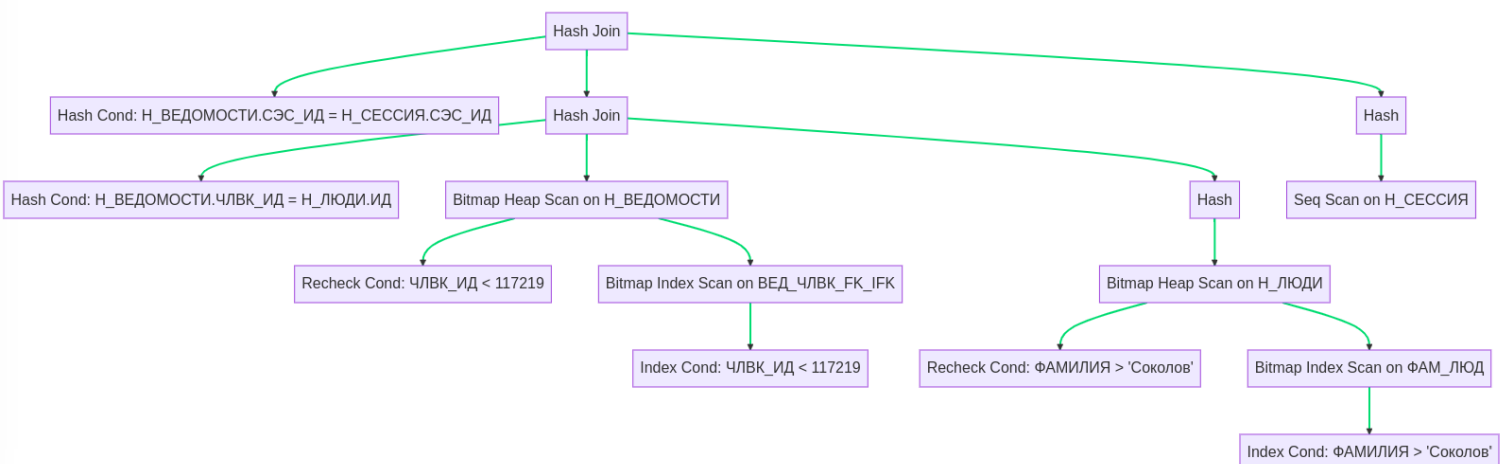 Hash Join
Hash Cond: Н_ВЕДОМОСТИ.СЭС_ИД = Н_СЕССИЯ.СЭС_ИД
Hash Join
Hash
Hash Cond: Н_ВЕДОМОСТИ.ЧЛВК_ИД = Н_ЛЮДИ.ИД
Bitmap Heap Scan on Н_ВЕДОМОСТИ
Hash
Seq Scan on Н_СЕССИЯ
Recheck Cond: ЧЛВК_ИД < 117219
Bitmap Index Scan on ВЕД_ЧЛВК_FK_IFK
Bitmap Heap Scan on Н_ЛЮДИ
Index Cond: ЧЛВК_ИД < 117219
Recheck Cond: ФАМИЛИЯ > 'Соколов'
Bitmap Index Scan on ФАМ_ЛЮД
Index Cond: ФАМИЛИЯ > 'Соколов'